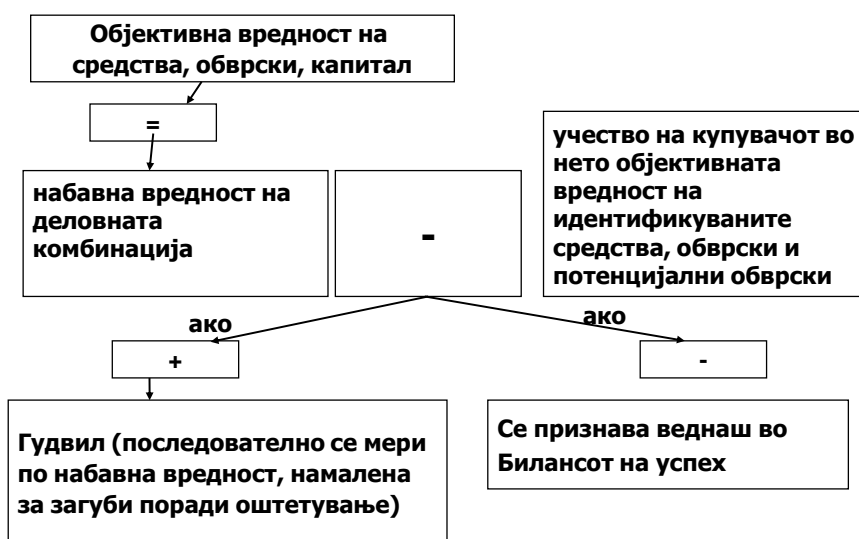 Објективна вредност на
средства, обврски, капитал
=
набавна вредност на
деловната
комбинација
-
учество на купувачот во
нето објективната
вредност на
идентификуваните
средства, обврски и
потенцијални обврски
ако
ако
+
-
Гудвил (последователно се мери
по набавна вредност, намалена
за загуби поради оштетување)
Се признава веднаш во
Билансот на успех